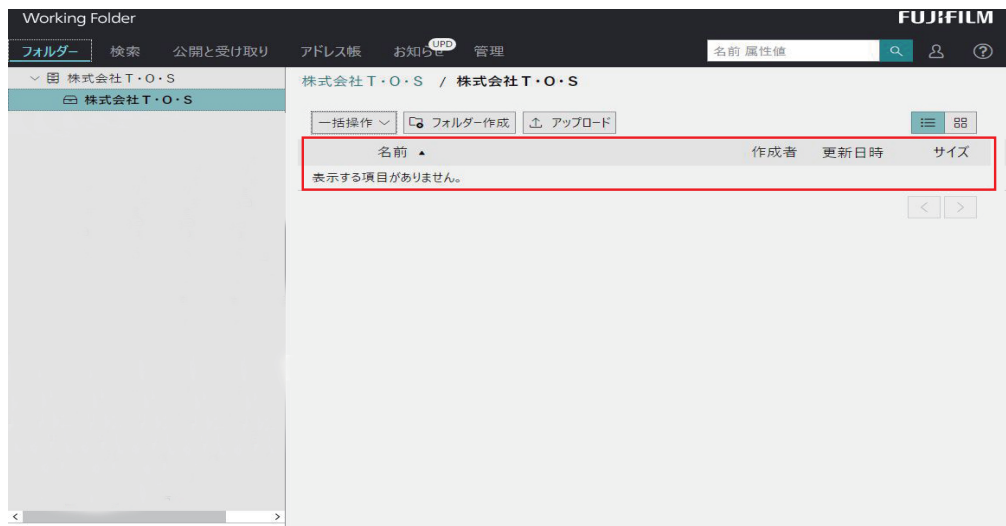 Working Folder
FUJIFILM
フォルダー 検索 公開と受け取り アドレス帳 お知らせ UPD 管理 名前 属性値
株式会社T・O・S
株式会社T・O・S
株式会社T・O・S / 株式会社T・O・S
一括操作 フォルダー作成 アップロード
名前 ▲ 作成者 更新日時 サイズ
表示する項目がありません。